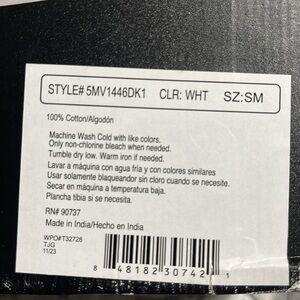 STYLE# 5MV1446DK1 CLR: WHT SZ:SM
100% Cotton/Algodón
Machine Wash Cold with like colors.
Only non-chlorine bleach when needed.
Tumble dry low. Warm iron if needed.
Lavar a máquina con agua fría y con colores similares
Usar solamente blaqueador sin cloro cuando se necesite.
Secar en máquina a temperatura baja.
Plancha tibia si se necesite.
RN# 90737
Made in India/Hecho en India
WPO#T32728
TJG
11/23
8 48182 30742 1